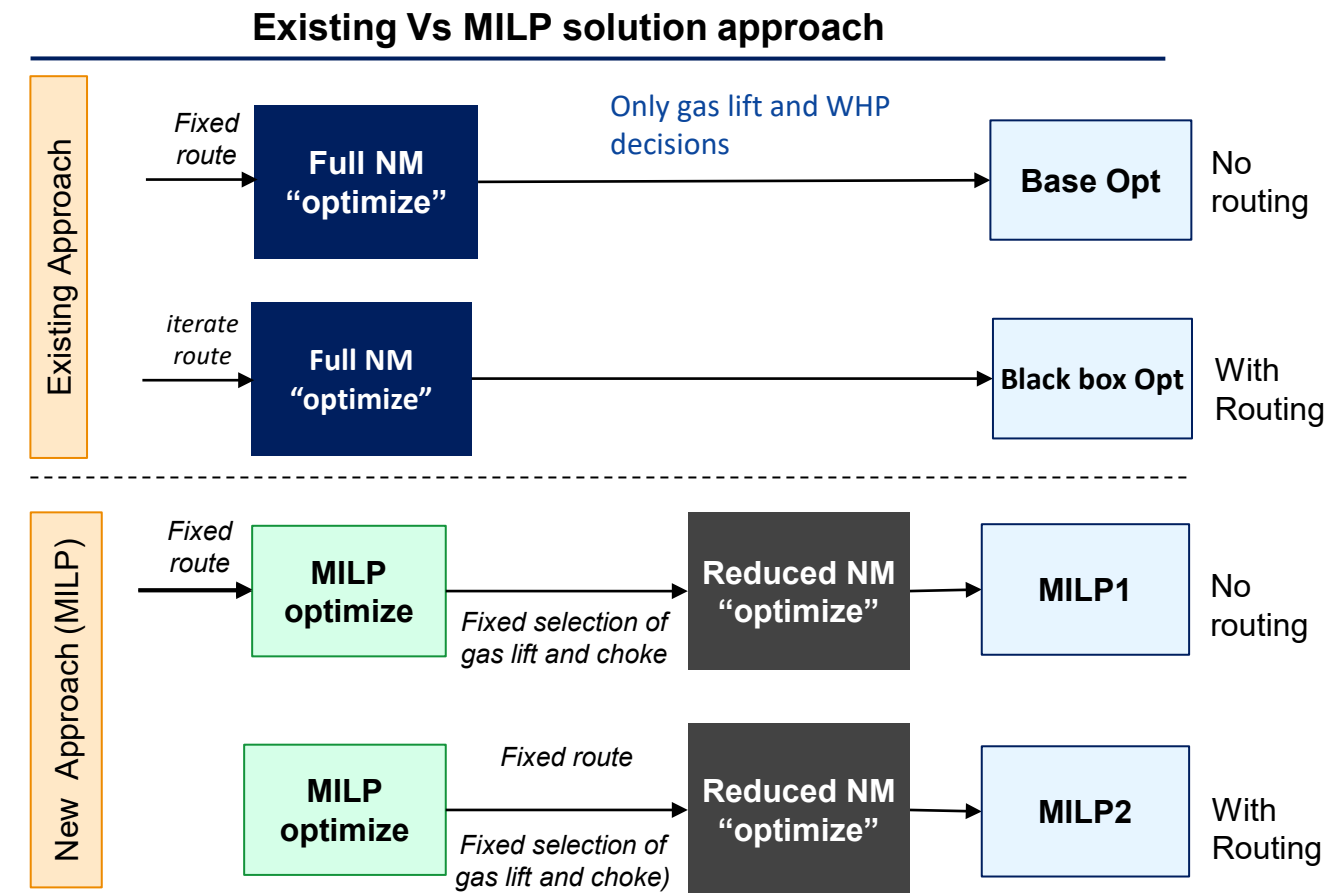 Existing Vs MILP solution approach
Existing Approach
Fixed
route
Full NM
“optimize”
Only gas lift and WHP
decisions
Base Opt
No
routing
iterate
route
Full NM
“optimize”
Black box Opt
With
Routing
New  Approach (MILP)
Fixed
route
MILP
optimize
Fixed selection of
gas lift and choke
Reduced NM
“optimize”
MILP1
No
routing
MILP
optimize
Fixed route
Fixed selection of
gas lift and choke)
Reduced NM
“optimize”
MILP2
With
Routing